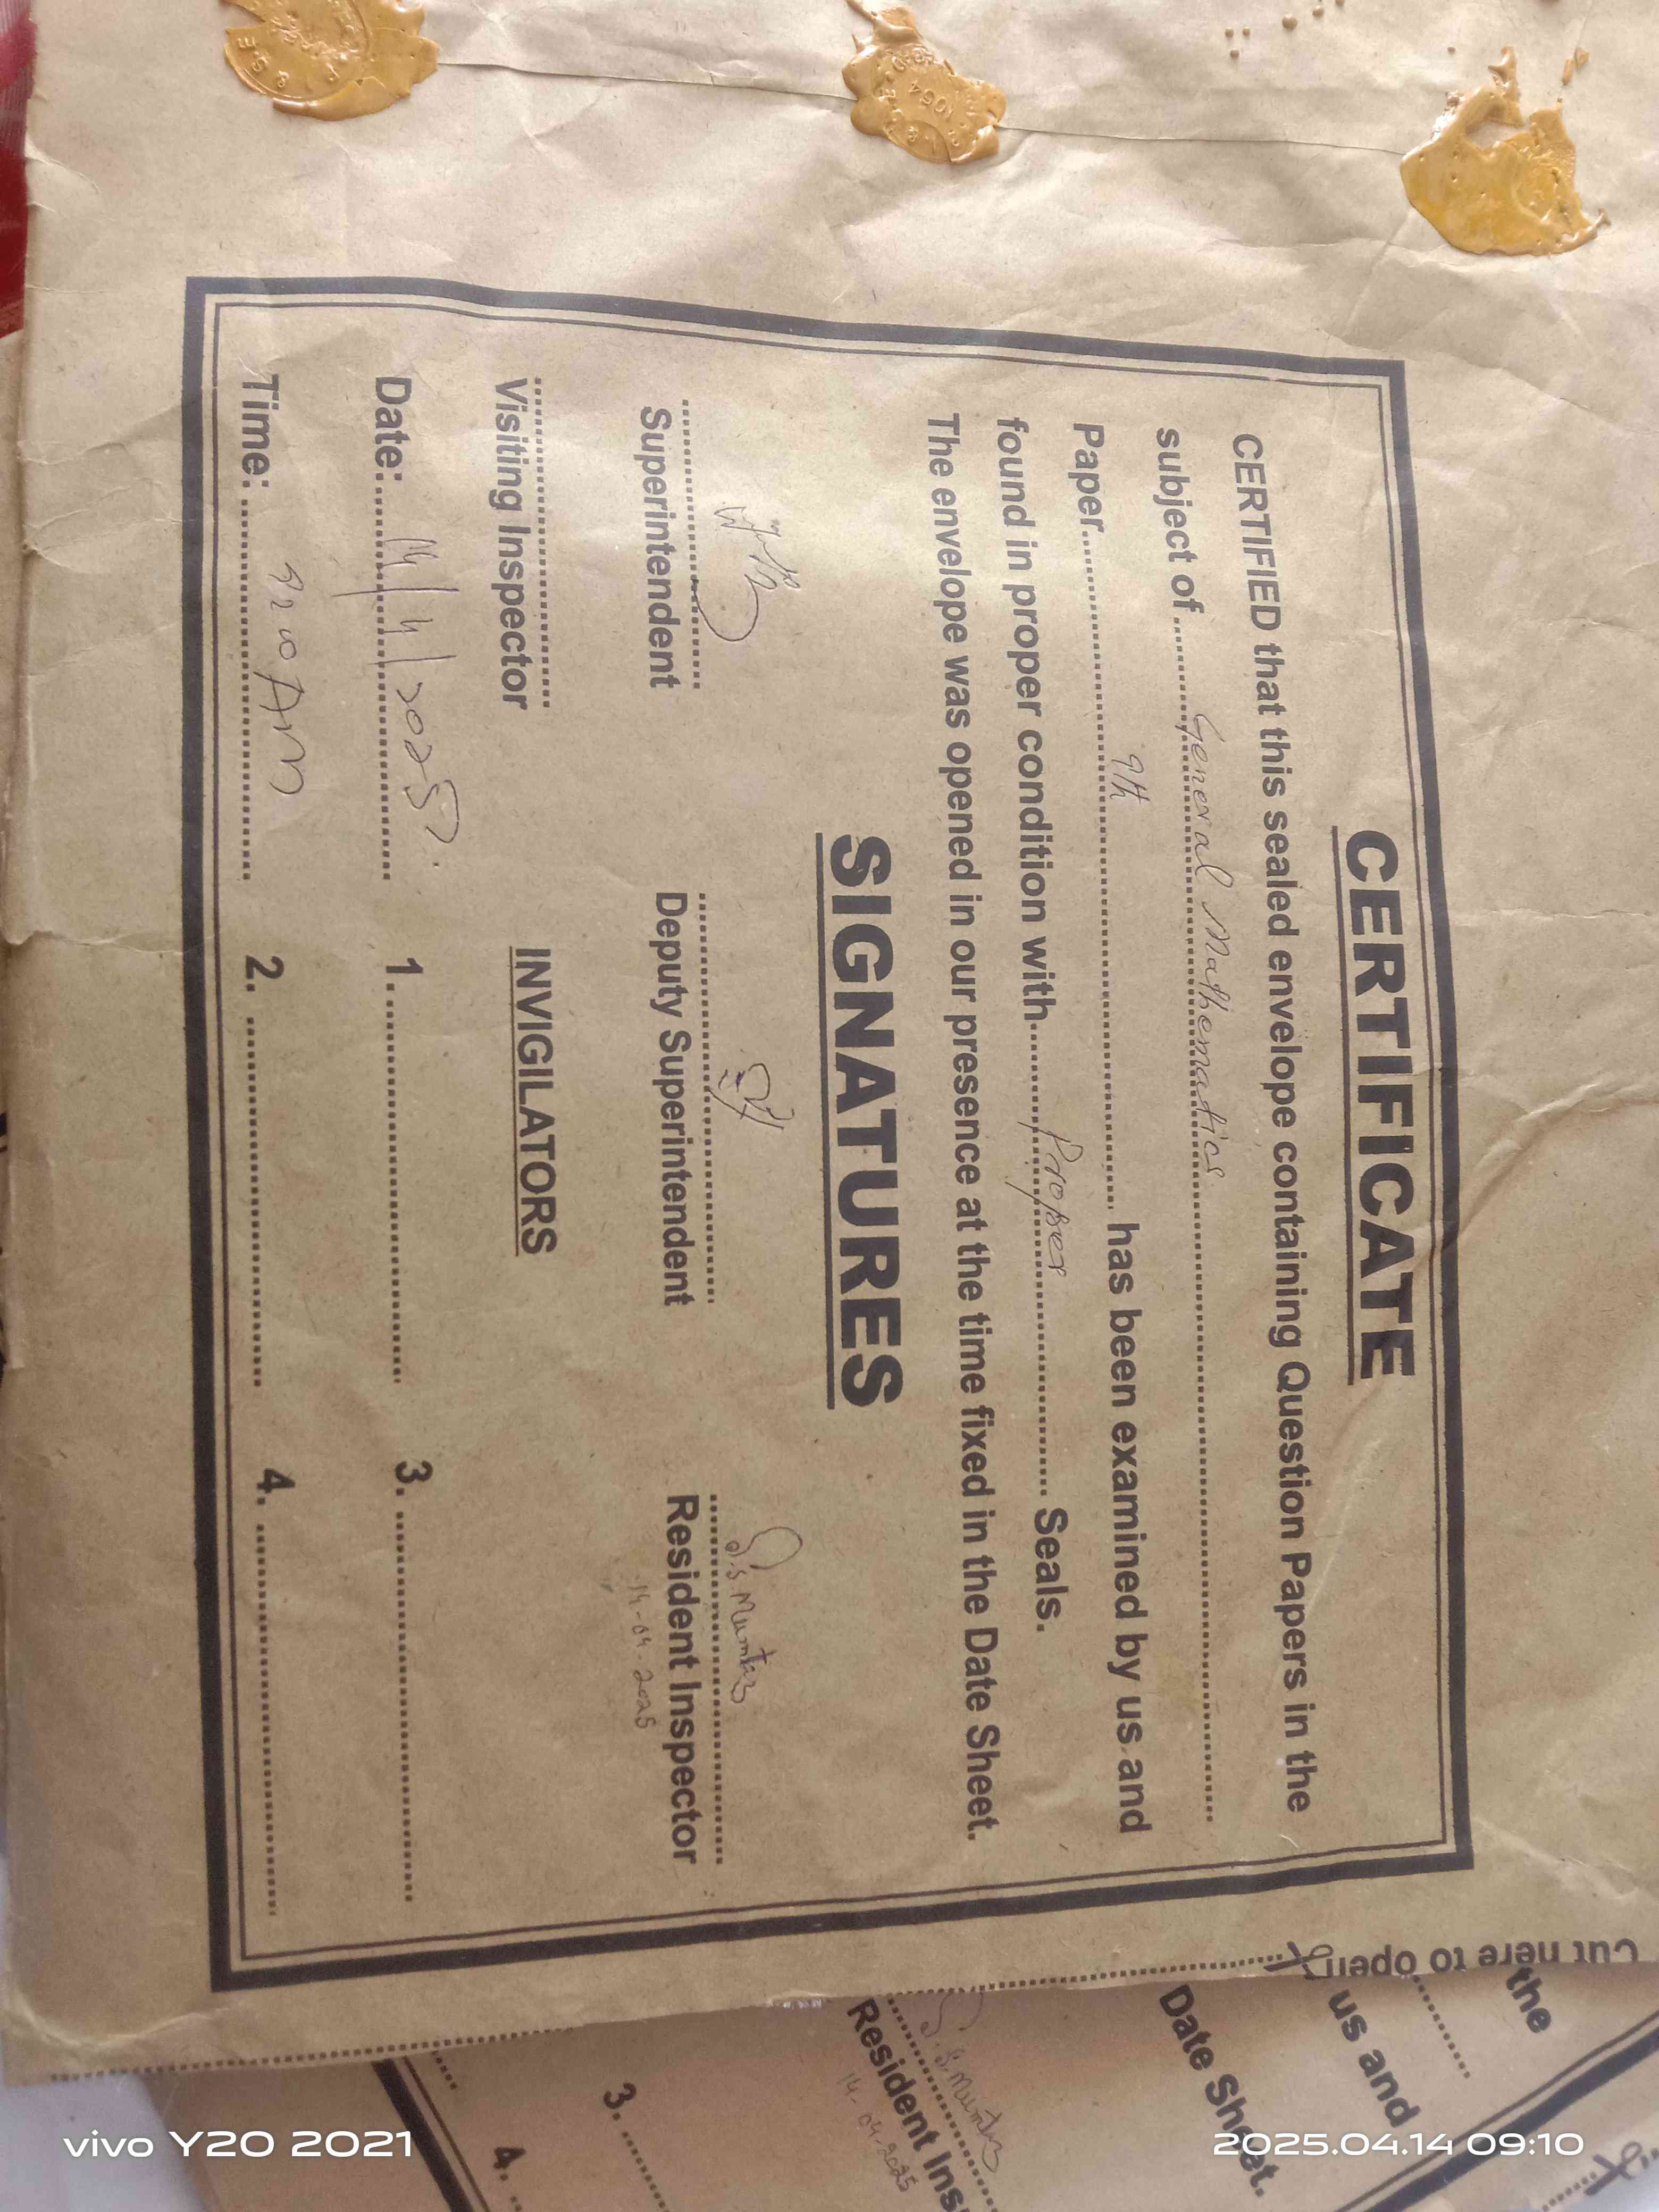 CERTIFICATE
CERTIFIED that this sealed envelope containing Question Papers in the
subject of General Mathematics
Paper 9th has been examined by us and
found in proper condition with Proper Seals.
The envelope was opened in our presence at the time fixed in the Date Sheet.
SIGNATURES
S.S Mumtaz
Superintendent
Deputy Superintendent
Resident Inspector
14-04-2025
Visiting Inspector
INVIGILATORS
Date: 14/4/2025
1.
3.
Time: AM
2.
4.
Cut here to open
the
us and
Date Sheet.
S.S Mumtaz
Resident Ins
14.04.2025
3.
4.
1054
vivo Y20 2021
2025.04.14 09:10